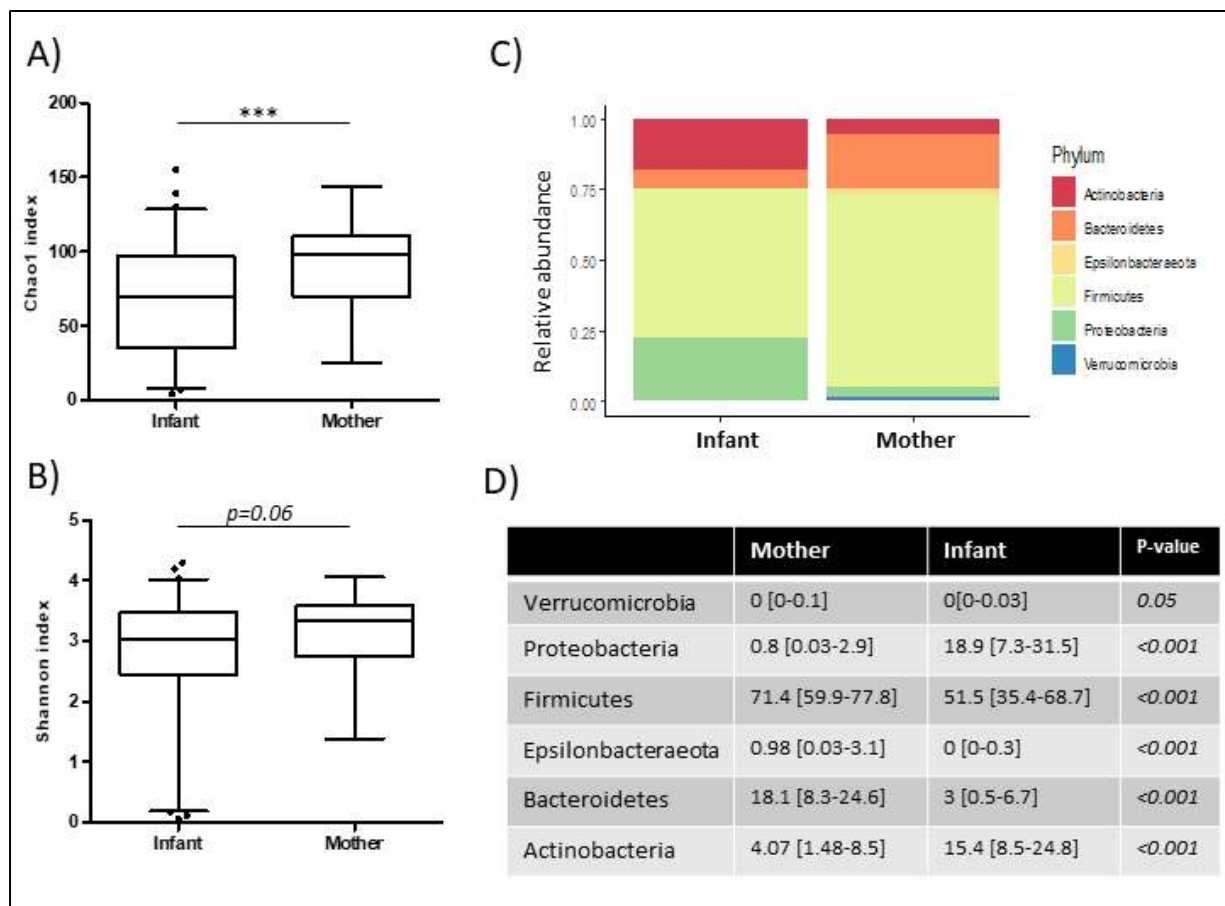 A)
***
200
150
100
50
0
Chao1 index
Infant Mother
B)
p=0.06
5
4
3
2
1
0
Shannon index
Infant Mother
C)
1.00
0.75
0.50
0.25
0.00
Relative abundance
Infant Mother
Phylum
Actinobacteria
Bacteroidetes
Epsilonbacteraeota
Firmicutes
Proteobacteria
Verrucomicrobia
D)
Mother Infant P-value
Verrucomicrobia 0 [0-0.1] 0[0-0.03] 0.05
Proteobacteria 0.8 [0.03-2.9] 18.9 [7.3-31.5] <0.001
Firmicutes 71.4 [59.9-77.8] 51.5 [35.4-68.7] <0.001
Epsilonbacteraeota 0.98 [0.03-3.1] 0 [0-0.3] <0.001
Bacteroidetes 18.1 [8.3-24.6] 3 [0.5-6.7] <0.001
Actinobacteria 4.07 [1.48-8.5] 15.4 [8.5-24.8] <0.001